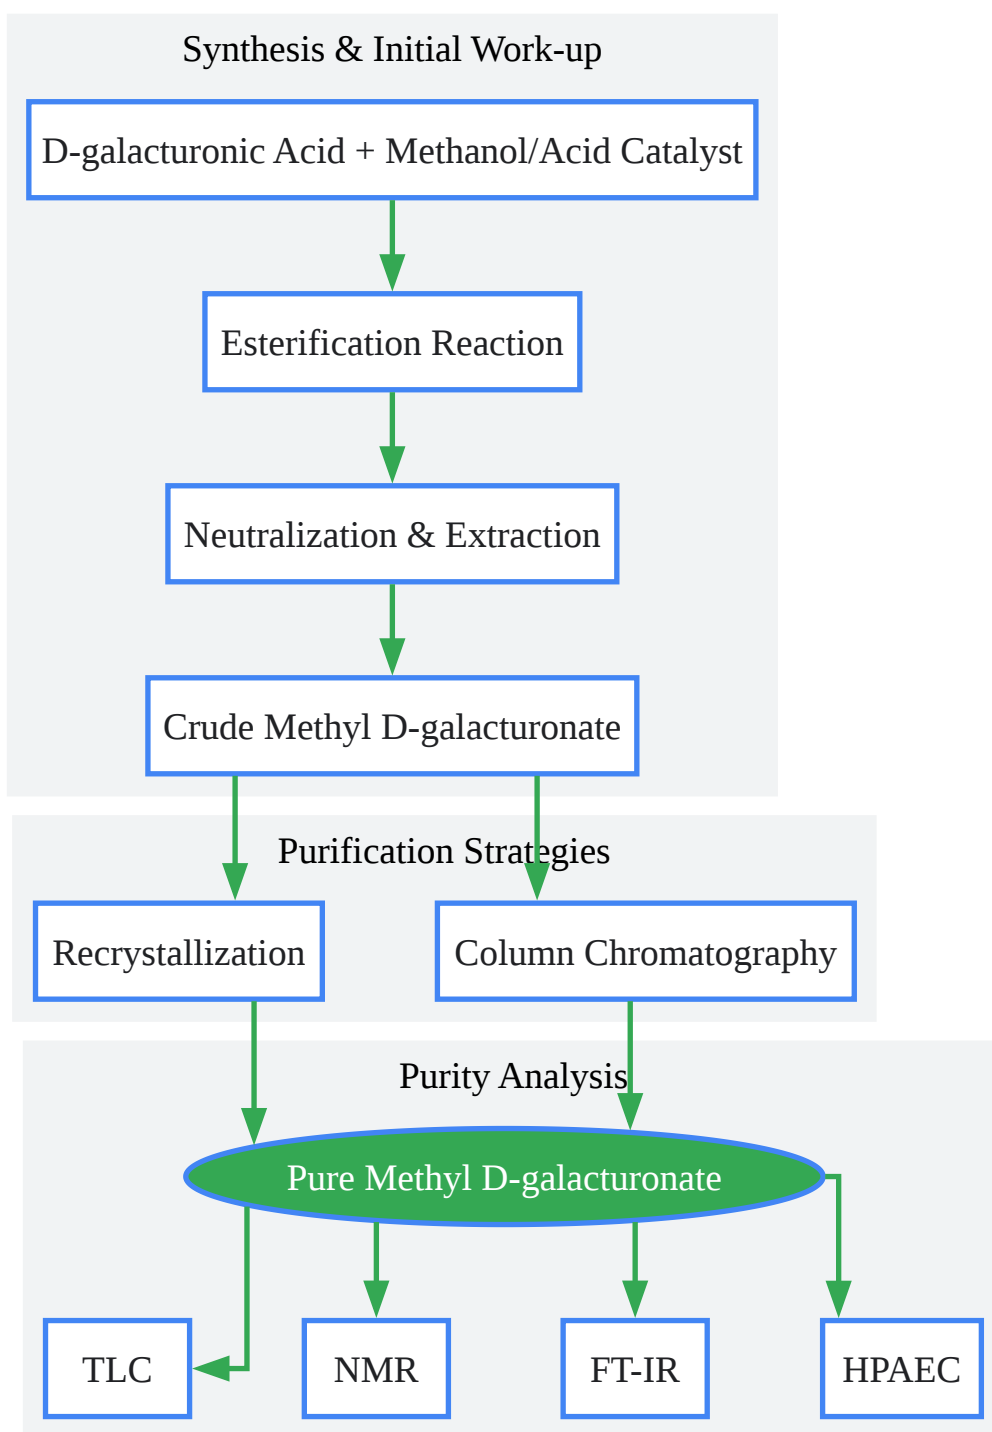 Synthesis & Initial Work-up
D-galacturonic Acid + Methanol/Acid Catalyst
Esterification Reaction
Neutralization & Extraction
Crude Methyl D-galacturonate
Purification Strategies
Recrystallization
Column Chromatography
Purity Analysis
Pure Methyl D-galacturonate
TLC
NMR
FT-IR
HPAEC